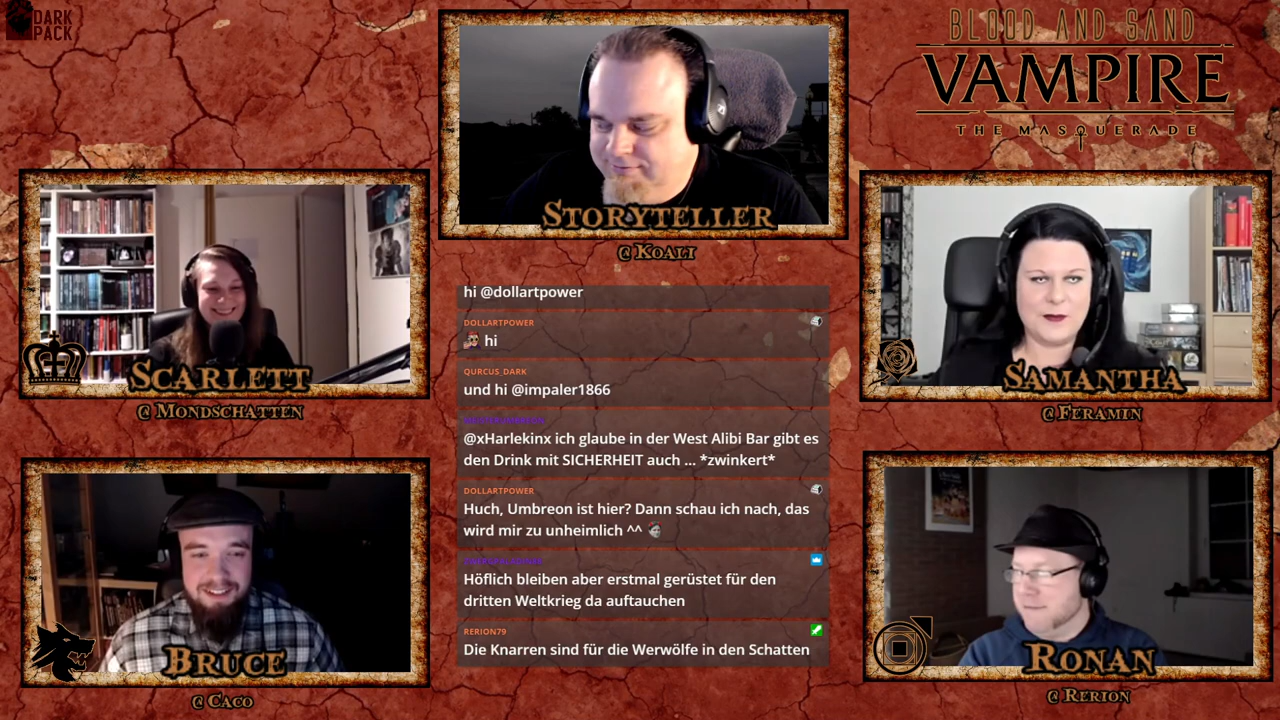 DARK
PACK
BLOOD AND SAND
VAMPIRE
THE MASQUERADE
STORYTELLER
@ KOALI
SCARLETT
@ MONDSCHATTEN
SAMANTHA
@ FERAMIN
hi @dollartpower
DOLLARTPOWER
hi
QURCUS_DARK
und hi @impaler1866
@xHarlekinx ich glaube in der West Alibi Bar gibt es
den Drink mit SICHERHEIT auch ... *zwinkert*
DOLLARTPOWER
Huch, Umbreon ist hier? Dann schau ich nach, das
wird mir zu unheimlich ^^
Höflich bleiben aber erstmal gerüstet für den
dritten Weltkrieg da auftauchen
RERION79
Die Knarren sind für die Werwölfe in den Schatten
BRUCE
@ CACO
RONAN
@ RERION